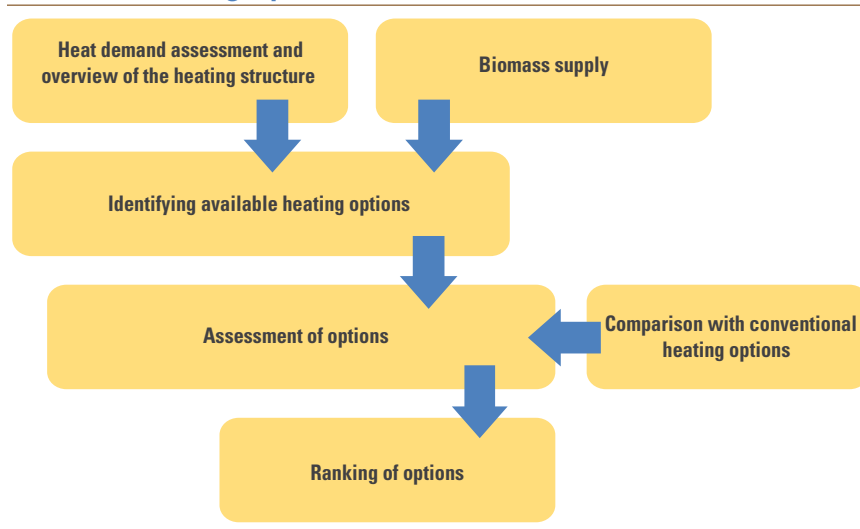 Heat demand assessment and
overview of the heating structure
Biomass supply
Identifying available heating options
Assessment of options
Comparison with conventional
heating options
Ranking of options